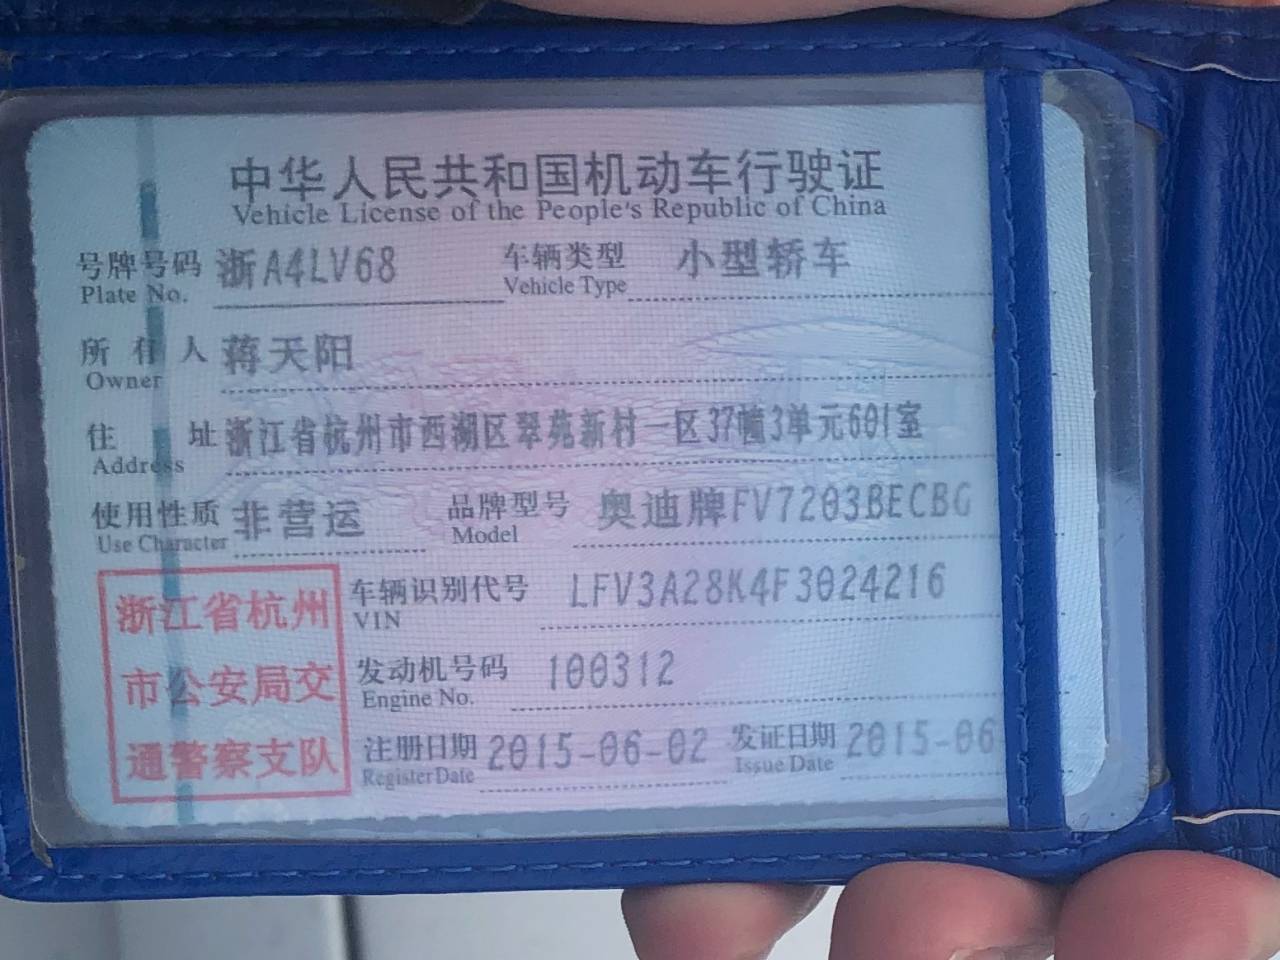 中华人民共和国机动车行驶证
Vehicle License of the People's Republic of China
号牌号码 浙A4LV68 车辆类型 小型轿车
Plate No. Vehicle Type
所有人 蒋天阳
Owner
住址 浙江省杭州市西湖区翠苑新村一区37幢3单元601室
Address
使用性质 非营运 品牌型号 奥迪牌FV7203BECBG
Use Character Model
浙江省杭州
市公安局交
通警察支队
车辆识别代号 LFV3A28K4F3024216
VIN
发动机号码 100312
Engine No.
注册日期 2015-06-02 发证日期 2015-06
Register Date Issue Date